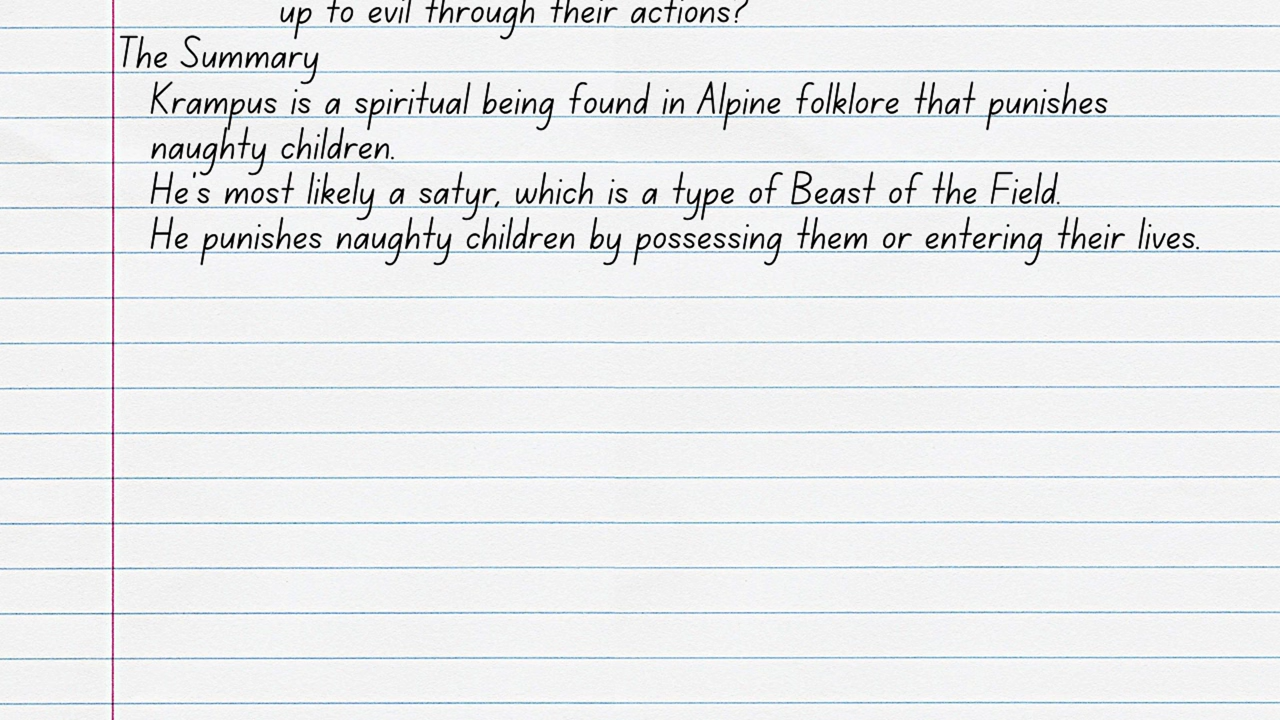 up to evil through their actions?
The Summary
Krampus is a spiritual being found in Alpine folklore that punishes
naughty children.
He's most likely a satyr, which is a type of Beast of the Field.
He punishes naughty children by possessing them or entering their lives.